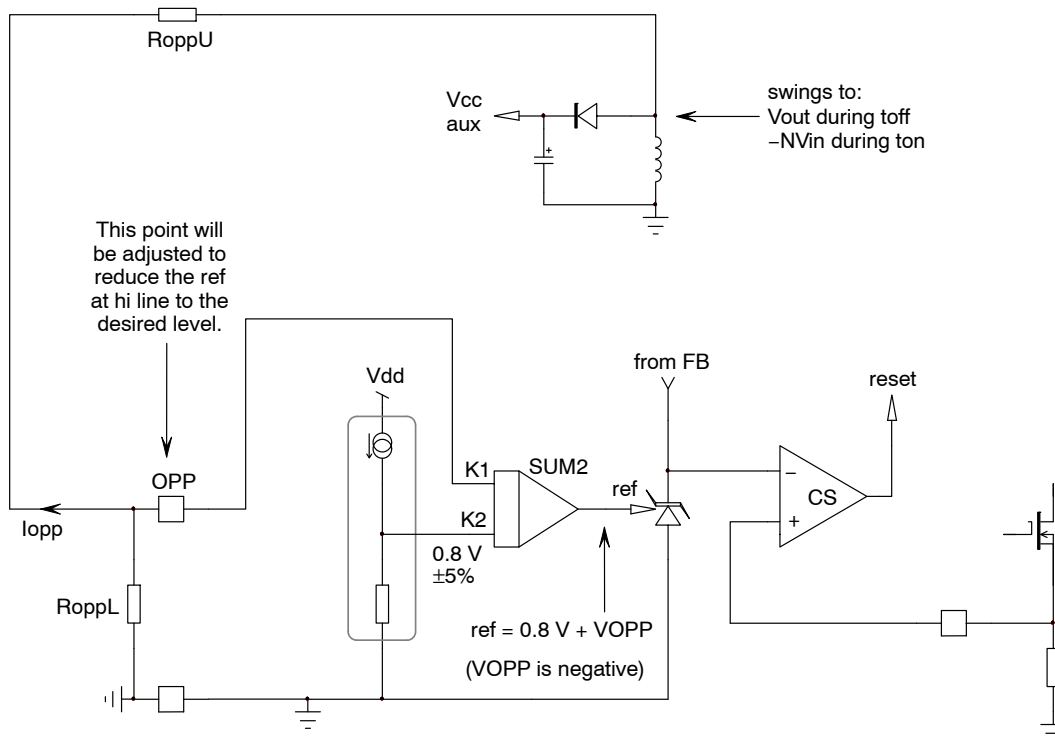 RoppU
Vcc
aux
swings to:
Vout during toff
−NVin during ton
This point will
be adjusted to
reduce the ref
at hi line to the
desired level.
from FB
Vdd
reset
OPP
K1
SUM2
ref
−
CS
+
Iopp
K2
0.8 V
±5%
RoppL
ref = 0.8 V + VOPP
(VOPP is negative)
+